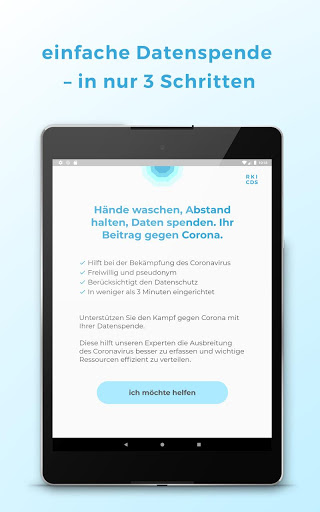 einfache Datenspende
– in nur 3 Schritten
RKI
CDS
Hände waschen, Abstand
halten, Daten spenden. Ihr
Beitrag gegen Corona.
✓ Hilft bei der Bekämpfung des Coronavirus
✓ Freiwillig und pseudonym
✓ Berücksichtigt den Datenschutz
✓ In weniger als 3 Minuten eingerichtet
Unterstützen Sie den Kampf gegen Corona mit
Ihrer Datenspende.
Diese hilft unseren Experten die Ausbreitung
des Coronavirus besser zu erfassen und wichtige
Ressourcen effizient zu verteilen.
ich möchte helfen